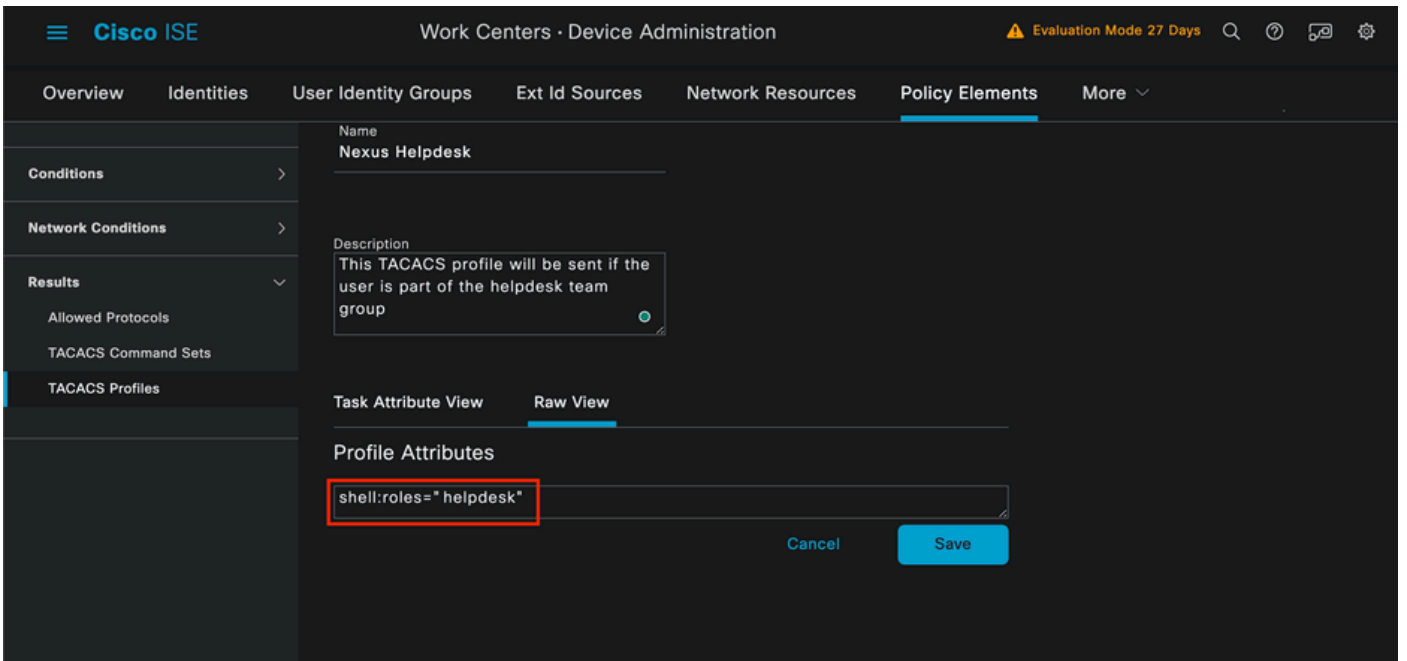 Cisco ISE
Work Centers · Device Administration
Evaluation Mode 27 Days
Overview Identities User Identity Groups Ext Id Sources Network Resources Policy Elements More
Conditions
Network Conditions
Results
Allowed Protocols
TACACS Command Sets
TACACS Profiles
Name
Nexus Helpdesk
Description
This TACACS profile will be sent if the
user is part of the helpdesk team
group
Task Attribute View Raw View
Profile Attributes
shell:roles="helpdesk"
Cancel Save